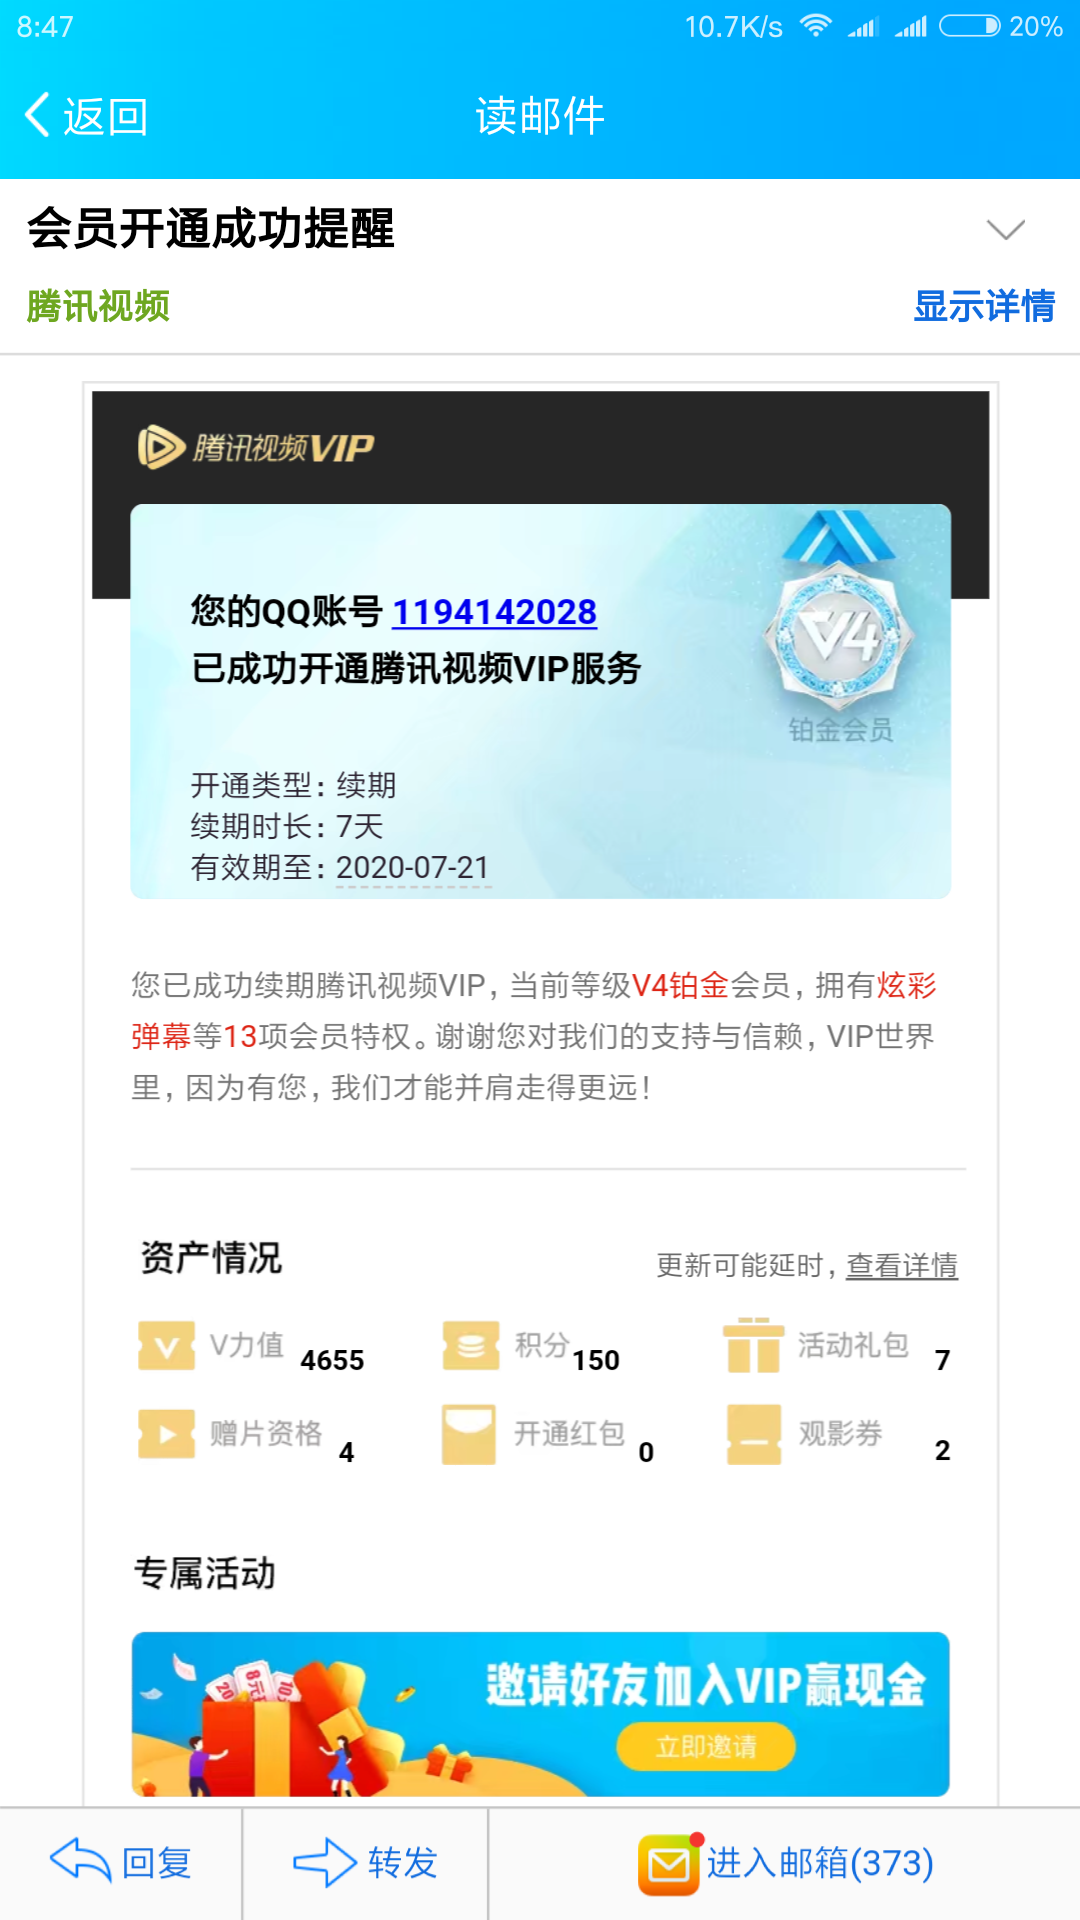 8:47
10.7K/s
20%
返回
读邮件
会员开通成功提醒
腾讯视频
显示详情
腾讯视频VIP
您的QQ账号 1194142028
已成功开通腾讯视频VIP服务
V4
铂金会员
开通类型：续期
续期时长：7天
有效期至：2020-07-21
您已成功续期腾讯视频VIP，当前等级V4铂金会员，拥有炫彩
弹幕等13项会员特权。谢谢您对我们的支持与信赖，VIP世界
里，因为有您，我们才能并肩走得更远！
资产情况
更新可能延时，查看详情
V力值 4655
积分 150
活动礼包 7
赠片资格 4
开通红包 0
观影券 2
专属活动
邀请好友加入VIP赢现金
立即邀请
回复
转发
进入邮箱(373)